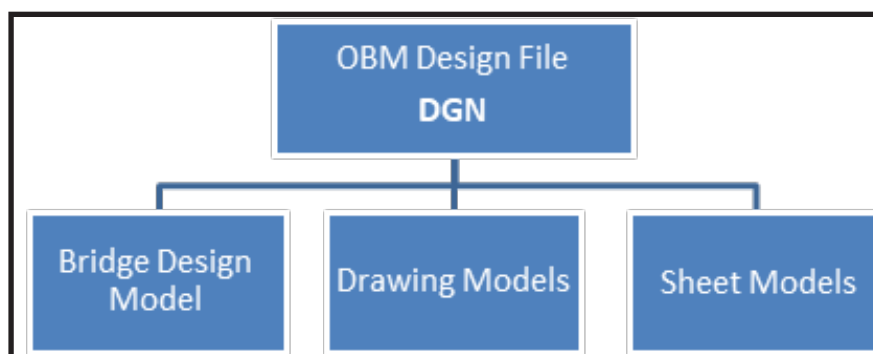 OBM Design File
DGN
Bridge Design
Model
Drawing Models
Sheet Models